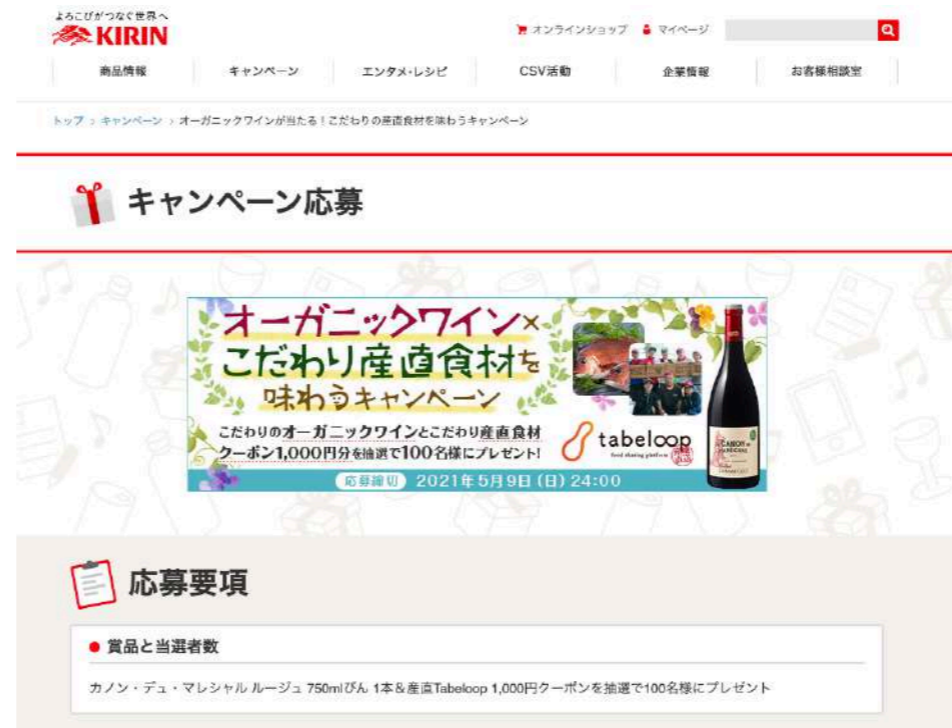 よろこびがつなぐ世界へ
KIRIN
オンラインショップ マイページ
商品情報 キャンペーン エンタメ・レシピ CSV活動 企業情報 お客様相談室
トップ > キャンペーン > オーガニックワインが当たる！こだわりの産直食材を味わうキャンペーン
キャンペーン応募
オーガニックワイン×
こだわり産直食材を
味わうキャンペーン
こだわりのオーガニックワインとこだわり産直食材
クーポン1,000円分を抽選で100名様にプレゼント!
tabeloop
food sharing platform
応募締切 2021年5月9日(日)24:00
応募要項
賞品と当選者数
カノン・デュ・マレシャル ルージュ 750mlびん 1本＆産直Tabeloop 1,000円クーポンを抽選で100名様にプレゼント